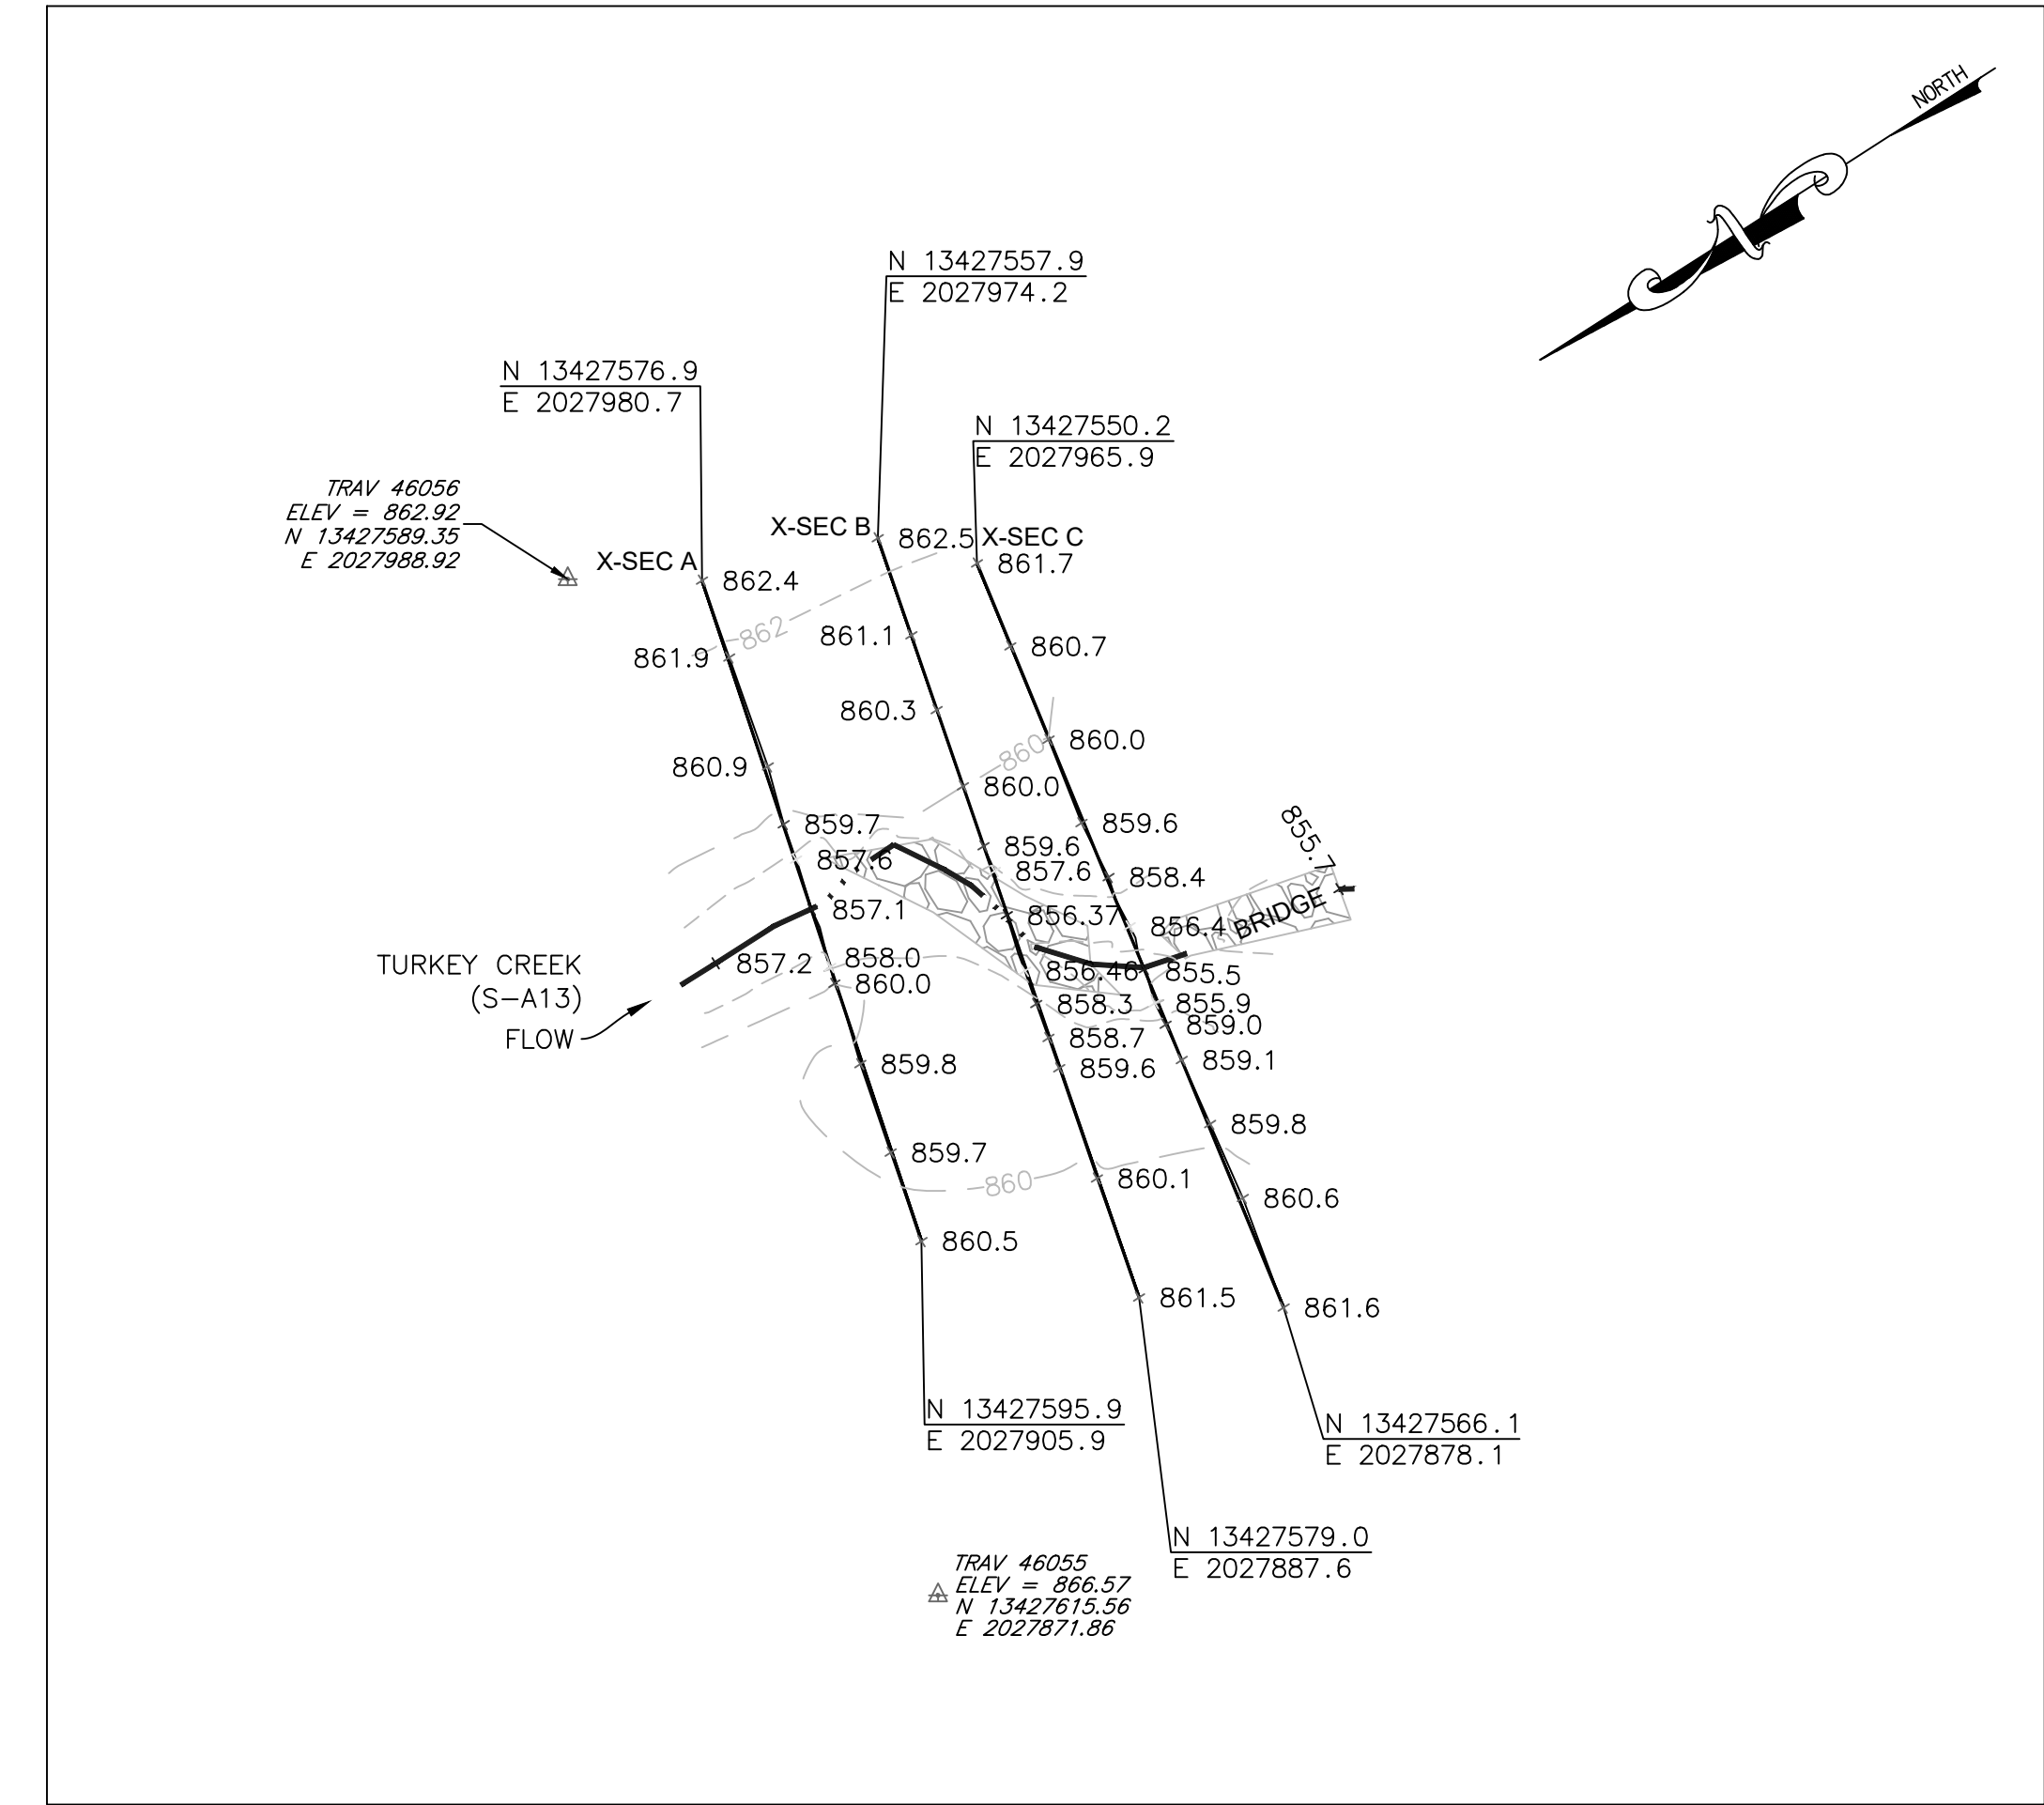 NORTH
N 13427557.9
E 2027974.2
N 13427576.9
E 2027980.7
N 13427550.2
E 2027965.9
TRAV 46056
ELEV = 862.92
N 13427589.35
E 2027988.92
X-SEC A
X-SEC B
X-SEC C
862.4
862.5
861.7
862
861.9
861.1
860.7
860.3
860
860.0
860.9
860.0
859.7
859.6
859.6
855.7
857.6
857.6
858.4
857.1
856.37
856.4
BRIDGE
TURKEY CREEK
(S-A13)
FLOW
857.2
858.0
860.0
856.46
855.5
858.3
855.9
858.7
859.0
859.8
859.6
859.1
859.7
859.8
860
860.1
860.6
860.5
861.5
861.6
N 13427595.9
E 2027905.9
N 13427566.1
E 2027878.1
N 13427579.0
E 2027887.6
TRAV 46055
ELEV = 866.57
N 13427615.56
E 2027871.86